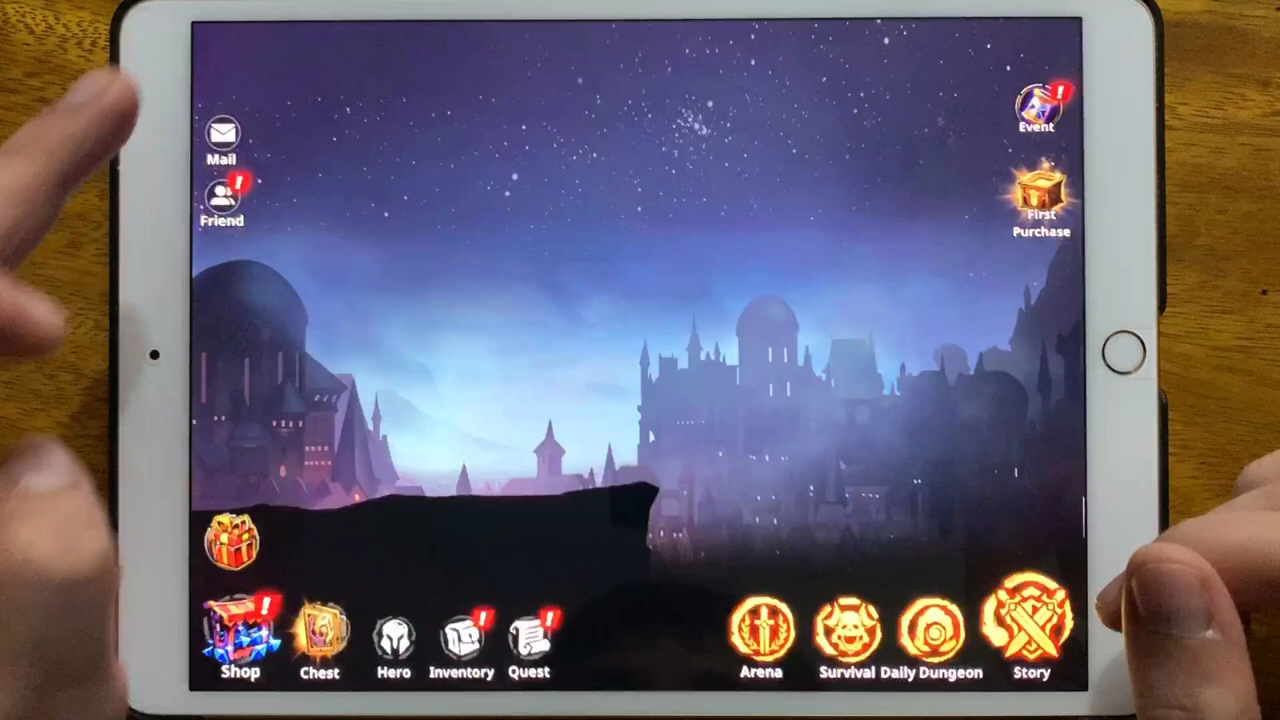 Mail
Friend
Event
First
Purchase
Shop
Chest
Hero
Inventory
Quest
Arena
Survival
Daily Dungeon
Story